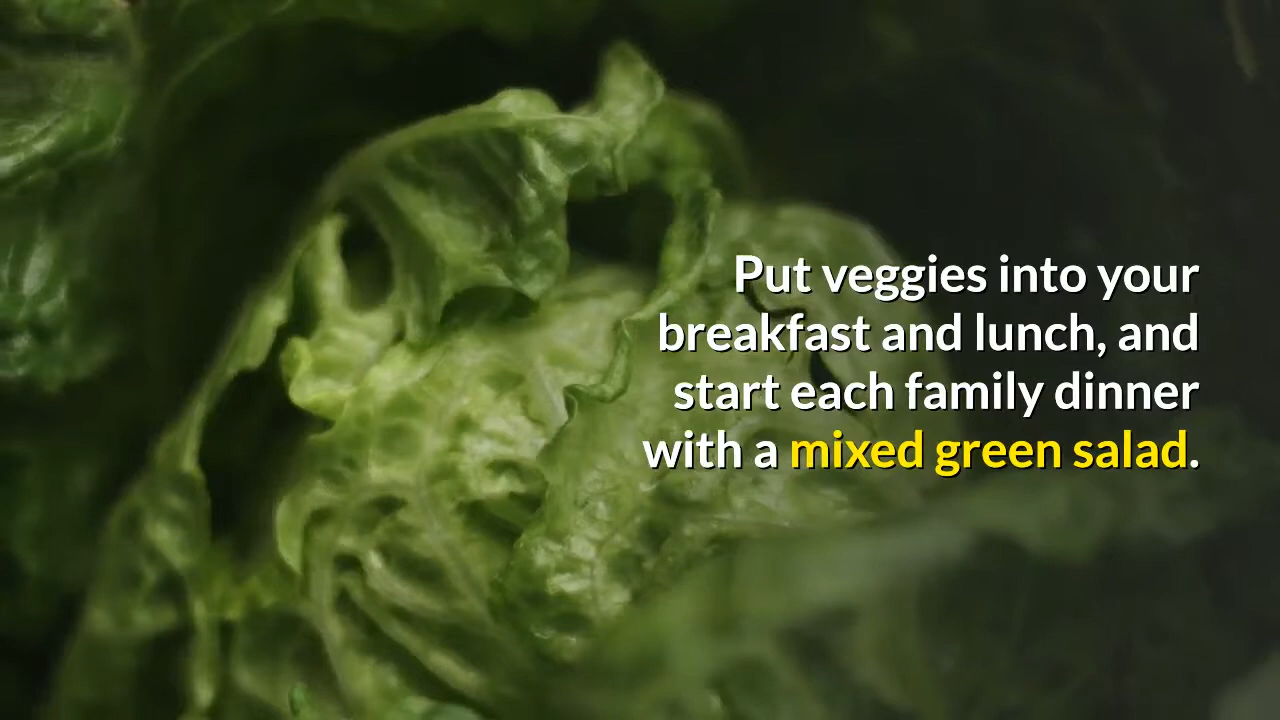 Put veggies into your
breakfast and lunch, and
start each family dinner
with a mixed green salad.